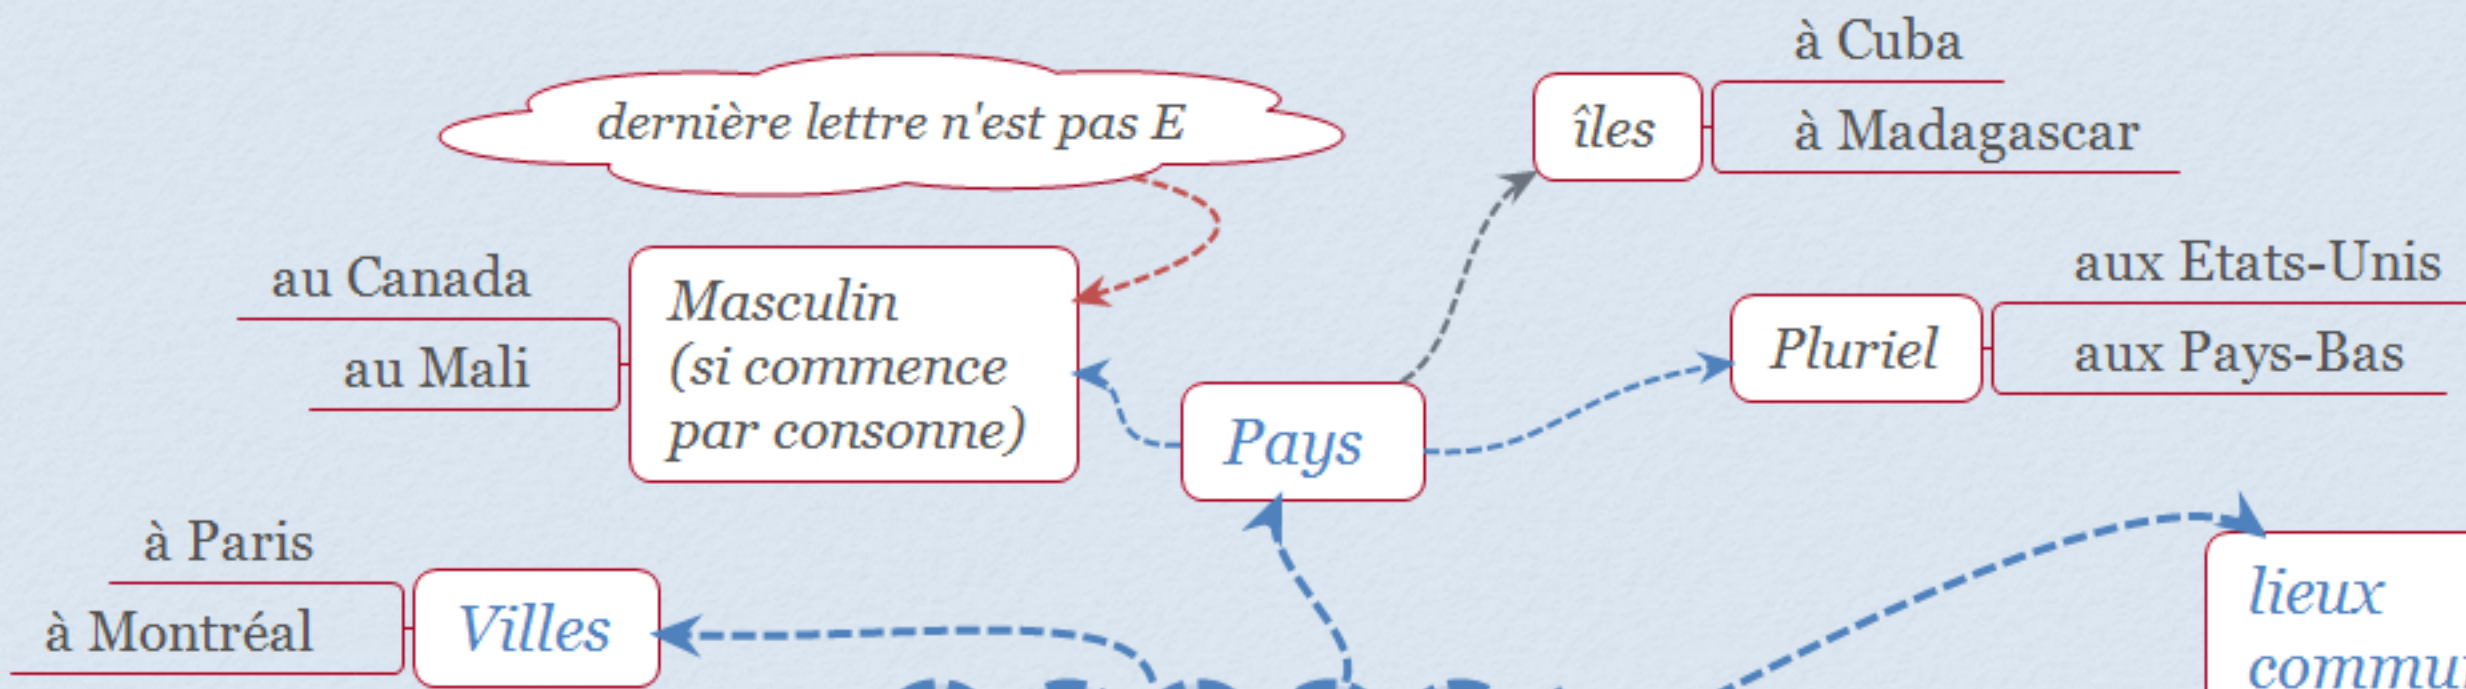 à Cuba
à Madagascar
îles
dernière lettre n'est pas E
au Canada
au Mali
Masculin
(si commence
par consonne)
aux Etats-Unis
aux Pays-Bas
Pluriel
Pays
à Paris
à Montréal
Villes
lieux